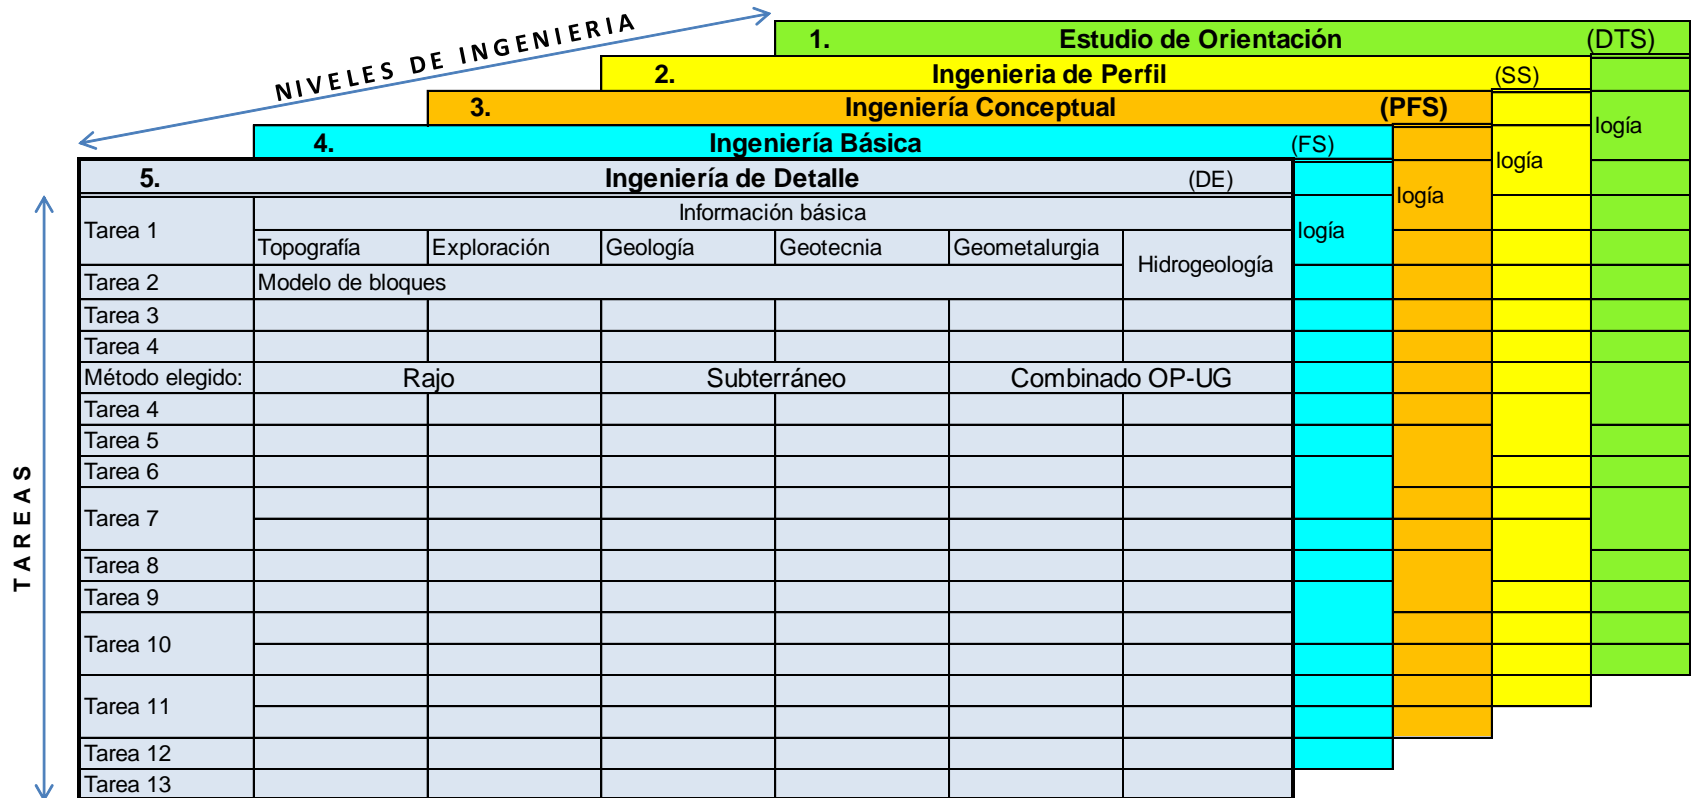 NIVELES DE INGENIERIA
1. Estudio de Orientación (DTS)
2. Ingenieria de Perfil (SS)
3. Ingeniería Conceptual (PFS)
4. Ingeniería Básica (FS)
5. Ingeniería de Detalle (DE)
logía
logía
logía
logía
TAREAS
Tarea 1 Información básica
Topografía Exploración Geología Geotecnia Geometalurgia Hidrogeología
Tarea 2 Modelo de bloques
Tarea 3
Tarea 4
Método elegido: Rajo Subterráneo Combinado OP-UG
Tarea 4
Tarea 5
Tarea 6
Tarea 7
Tarea 8
Tarea 9
Tarea 10
Tarea 11
Tarea 12
Tarea 13